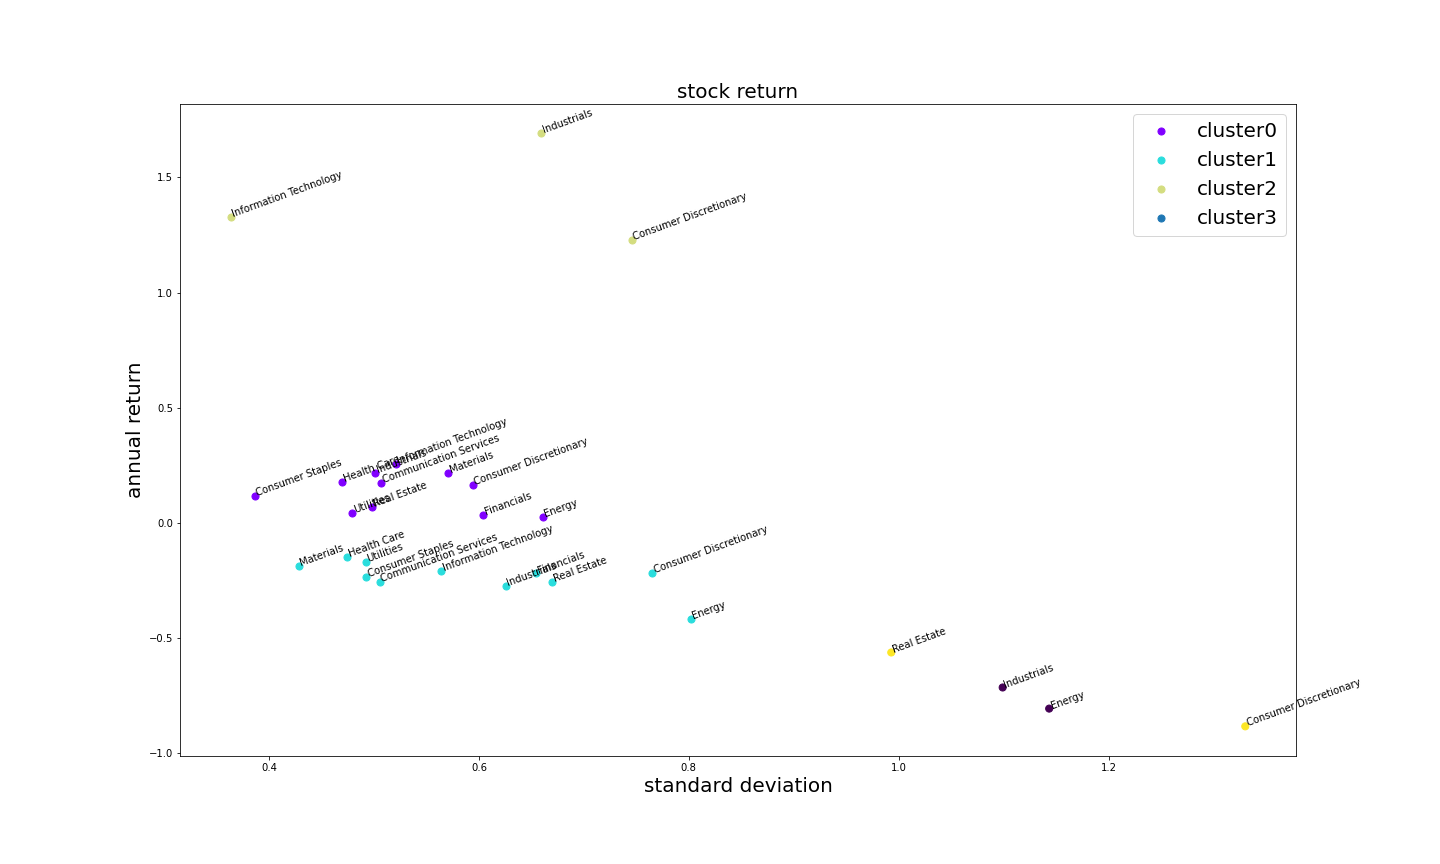 stock return
cluster0
cluster1
cluster2
cluster3
Industrials
Information Technology
Consumer Discretionary
Information Technology
Communication Services
Health Care
Industrials
Materials
Consumer Discretionary
Consumer Staples
Utilities
Real Estate
Financials
Energy
Materials
Health Care
Utilities
Consumer Staples
Communication Services
Information Technology
Industrials
Financials
Real Estate
Consumer Discretionary
Energy
Real Estate
Industrials
Energy
Consumer Discretionary
1.5
1.0
0.5
0.0
−0.5
−1.0
annual return
0.4
0.6
0.8
1.0
1.2
standard deviation